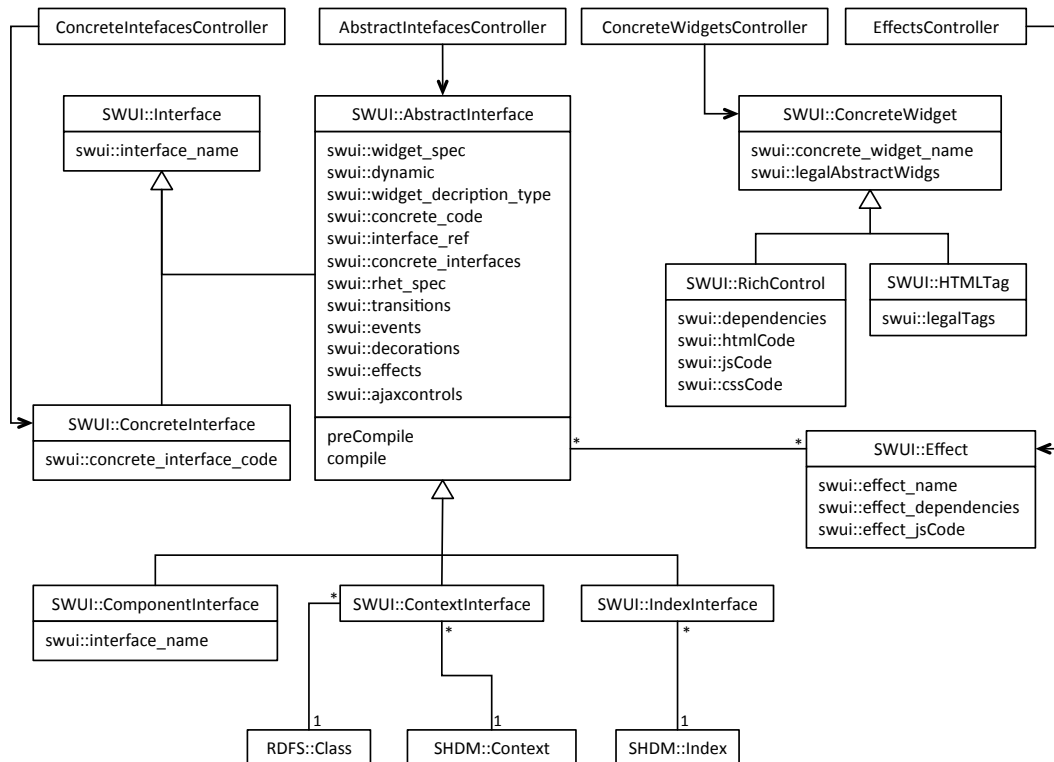 ConcreteIntefacesController
AbstractIntefacesController
ConcreteWidgetsController
EffectsController
SWUI::Interface
swui::interface_name
SWUI::AbstractInterface
swui::widget_spec
swui::dynamic
swui::widget_decription_type
swui::concrete_code
swui::interface_ref
swui::concrete_interfaces
swui::rhet_spec
swui::transitions
swui::events
swui::decorations
swui::effects
swui::ajaxcontrols
preCompile
compile
SWUI::ConcreteWidget
swui::concrete_widget_name
swui::legalAbstractWidgs
SWUI::RichControl
swui::dependencies
swui::htmlCode
swui::jsCode
swui::cssCode
SWUI::HTMLTag
swui::legalTags
SWUI::ConcreteInterface
swui::concrete_interface_code
* *
SWUI::Effect
swui::effect_name
swui::effect_dependencies
swui::effect_jsCode
SWUI::ComponentInterface
swui::interface_name
*
SWUI::ContextInterface
*
SWUI::IndexInterface
*
1
RDFS::Class
1
SHDM::Context
1
SHDM::Index